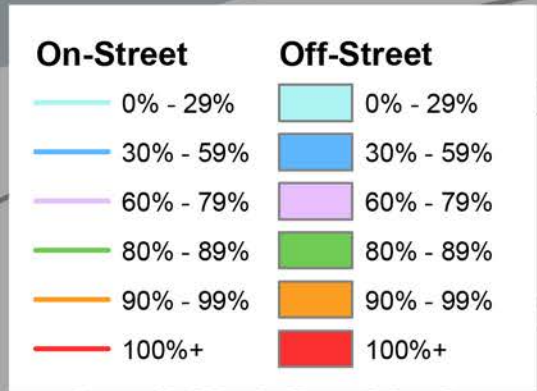 On-Street Off-Street
0% - 29% 0% - 29%
30% - 59% 30% - 59%
60% - 79% 60% - 79%
80% - 89% 80% - 89%
90% - 99% 90% - 99%
100%+ 100%+